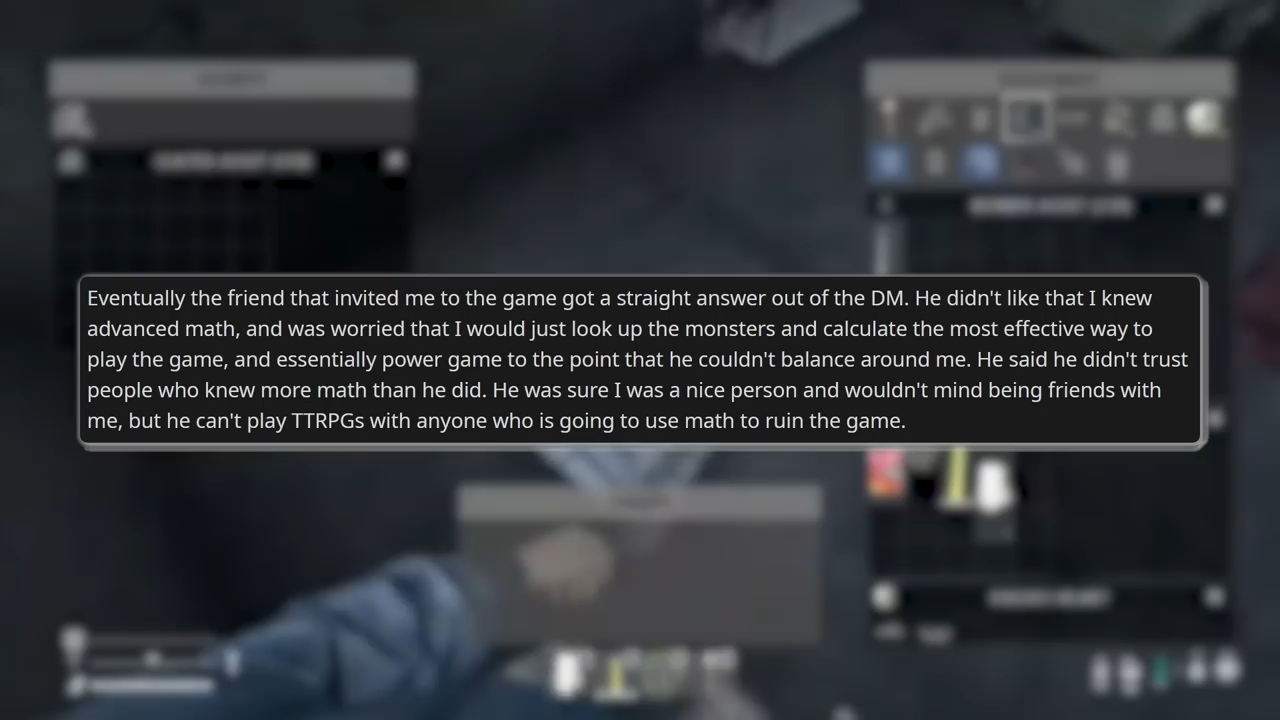 Eventually the friend that invited me to the game got a straight answer out of the DM. He didn't like that I knew
advanced math, and was worried that I would just look up the monsters and calculate the most effective way to
play the game, and essentially power game to the point that he couldn't balance around me. He said he didn't trust
people who knew more math than he did. He was sure I was a nice person and wouldn't mind being friends with
me, but he can't play TTRPGs with anyone who is going to use math to ruin the game.